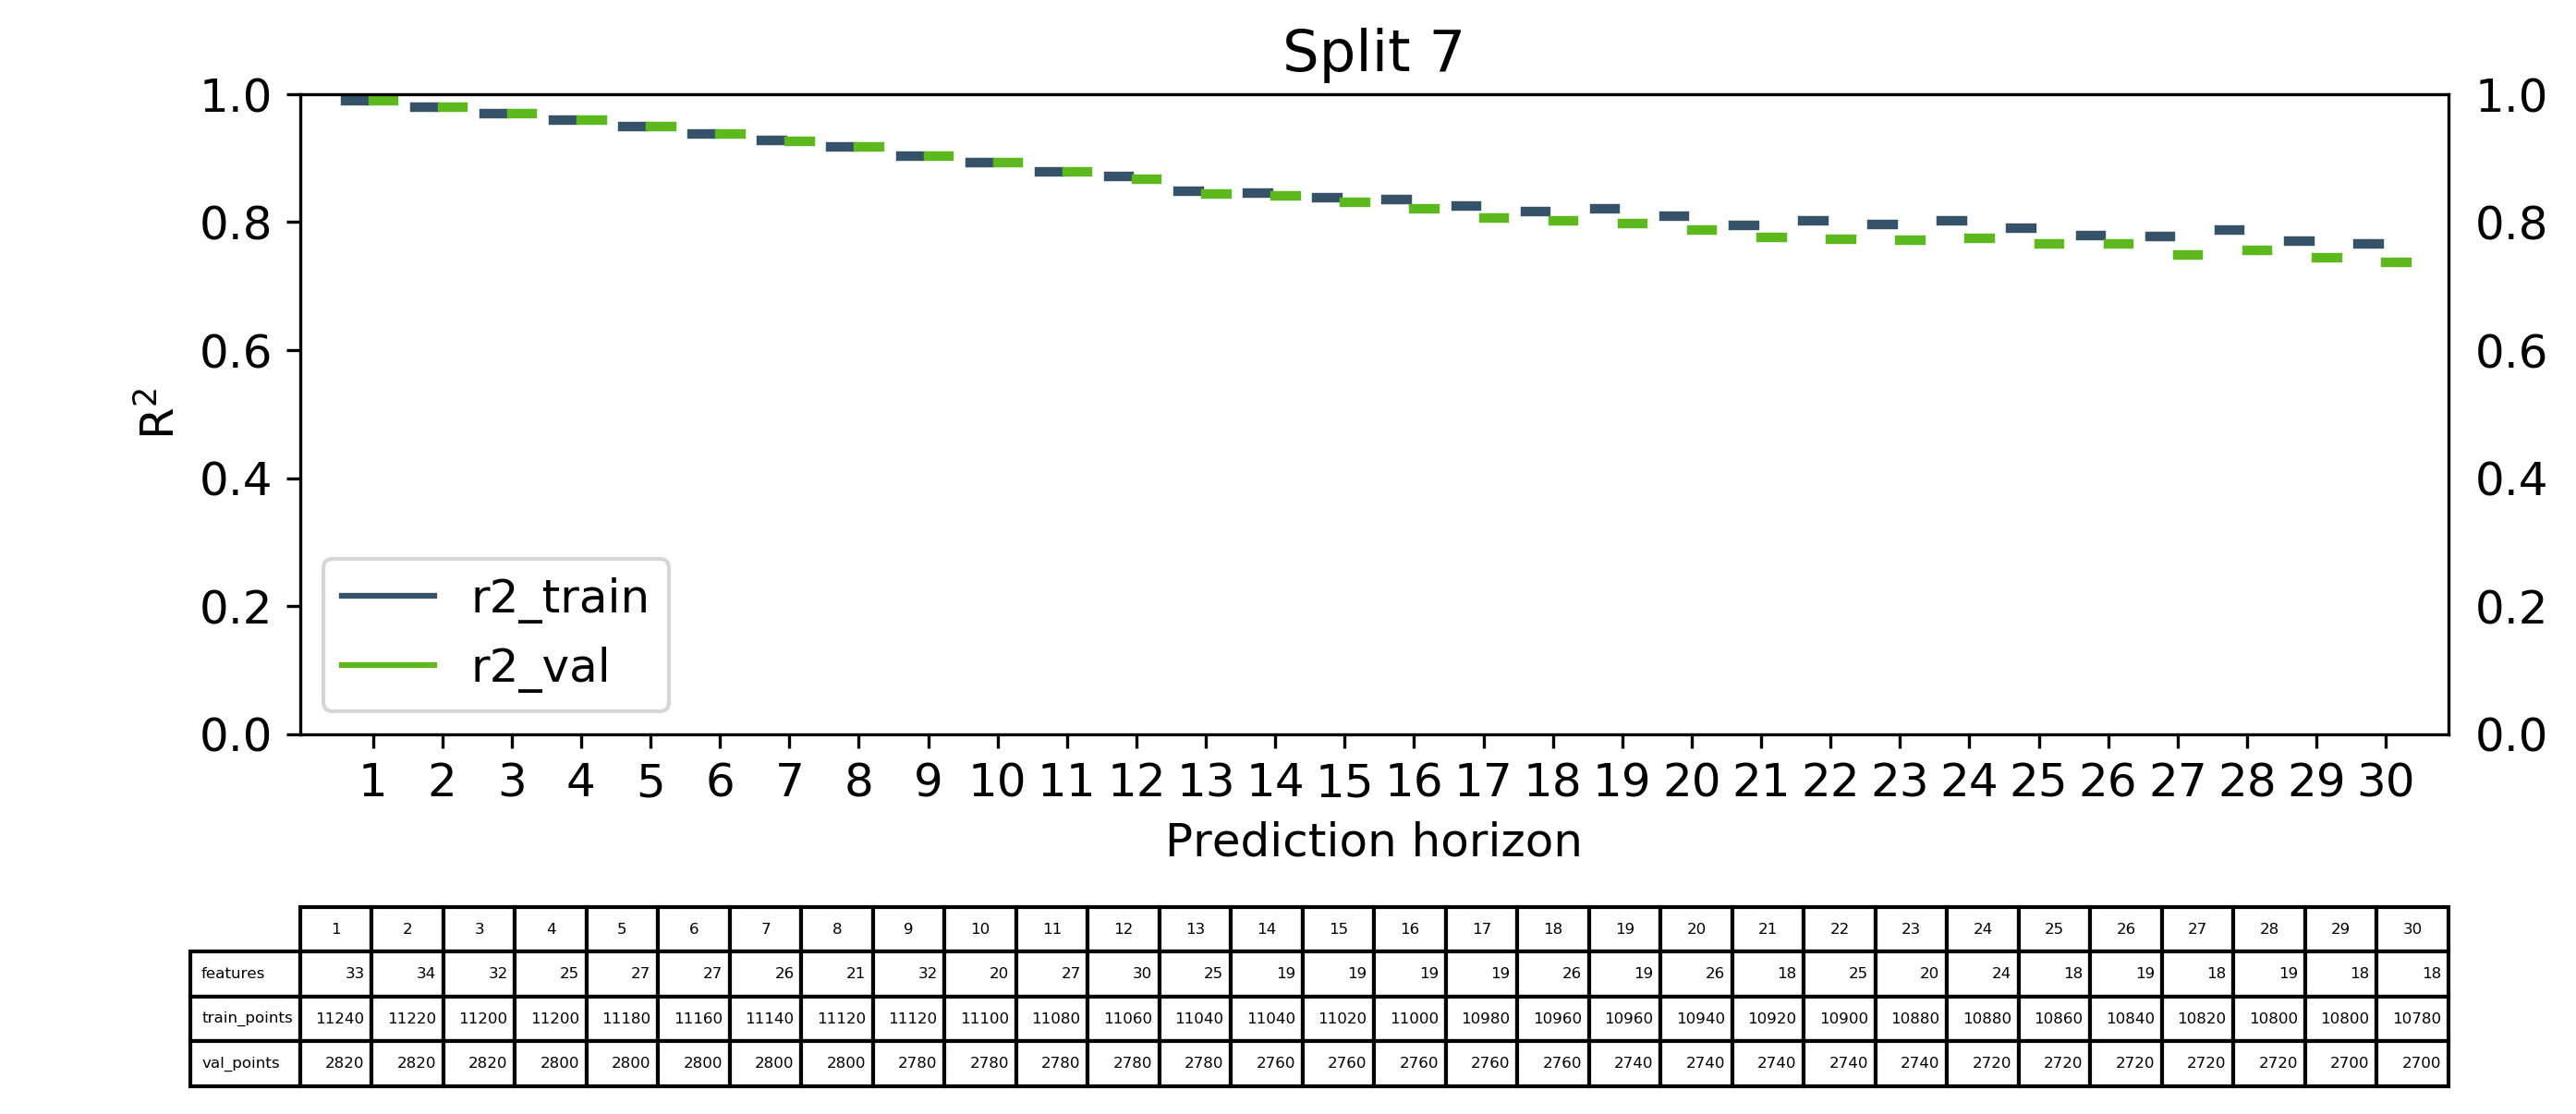 Split 7
1.0 1.0
0.8 0.8
0.6 0.6
R²
0.4 0.4
r2_train
0.2 0.2
r2_val
0.0 0.0
1 2 3 4 5 6 7 8 9 10 11 12 13 14 15 16 17 18 19 20 21 22 23 24 25 26 27 28 29 30
Prediction horizon
1 2 3 4 5 6 7 8 9 10 11 12 13 14 15 16 17 18 19 20 21 22 23 24 25 26 27 28 29 30
features 33 34 32 25 27 27 26 21 32 20 27 30 25 19 19 19 19 26 19 26 18 25 20 24 18 19 18 19 18 18
train_points 11240 11220 11200 11200 11180 11160 11140 11120 11120 11100 11080 11060 11040 11040 11020 11000 10980 10960 10960 10940 10920 10900 10880 10880 10860 10840 10820 10800 10800 10780
val_points 2820 2820 2820 2800 2800 2800 2800 2800 2780 2780 2780 2780 2780 2760 2760 2760 2760 2760 2740 2740 2740 2740 2740 2720 2720 2720 2720 2720 2700 2700